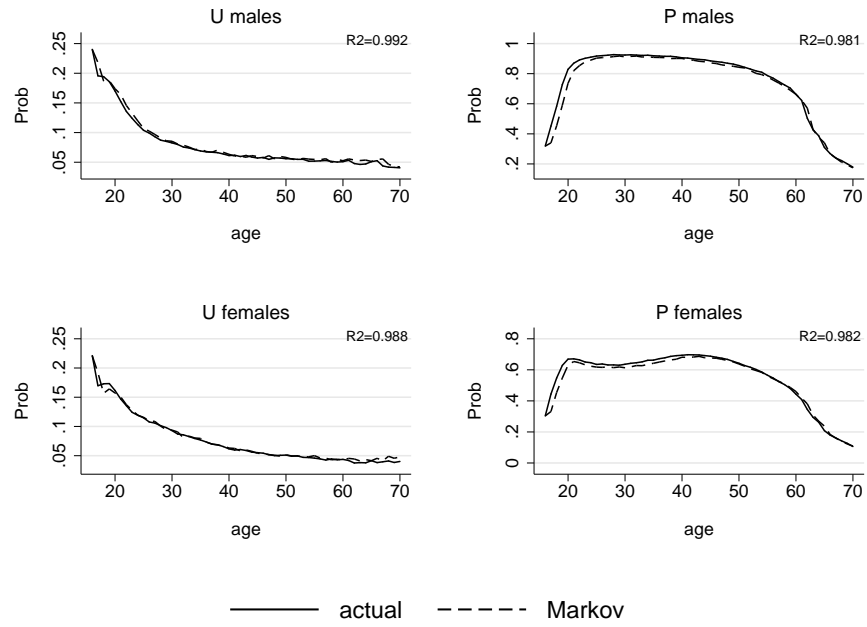 U males
R2=0.992
Prob
.25
.2
.15
.1
.05
20 30 40 50 60 70
age
P males
R2=0.981
Prob
1
.8
.6
.4
.2
20 30 40 50 60 70
age
U females
R2=0.988
Prob
.25
.2
.15
.1
.05
20 30 40 50 60 70
age
P females
R2=0.982
Prob
.8
.6
.4
.2
0
20 30 40 50 60 70
age
actual Markov